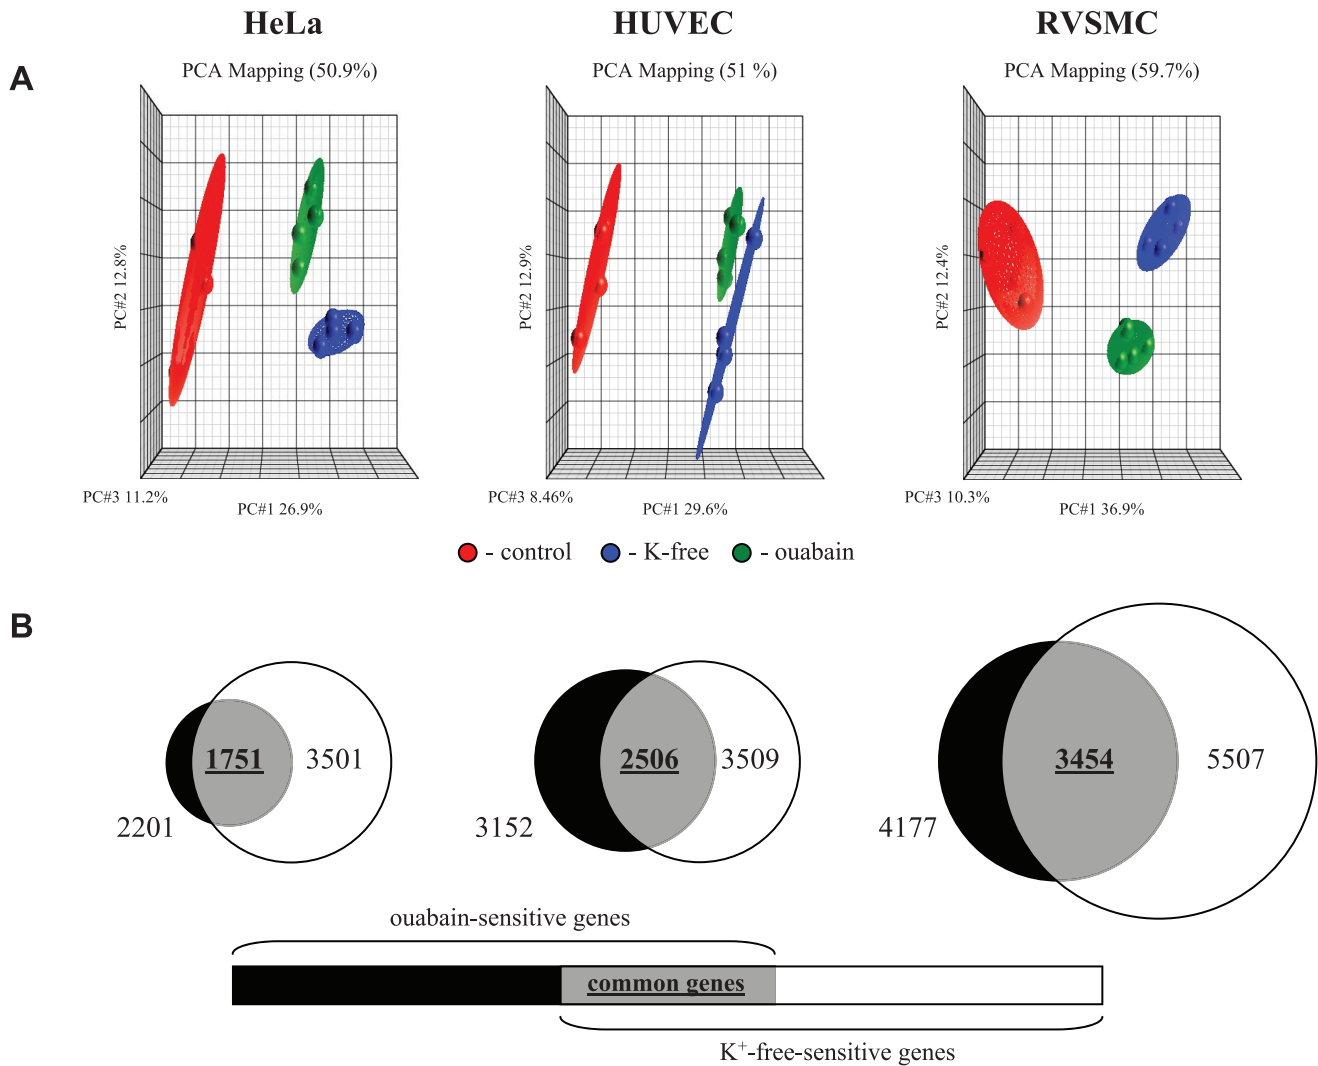 HeLa
HUVEC
RVSMC
A
PCA Mapping (50.9%)
PCA Mapping (51 %)
PCA Mapping (59.7%)
PC#2 12.8%
PC#2 12.9%
PC#2 12.4%
PC#3 11.2%
PC#1 26.9%
PC#3 8.46%
PC#1 29.6%
PC#3 10.3%
PC#1 36.9%
- control
- K-free
- ouabain
B
1751
3501
2201
2506
3509
3152
3454
5507
4177
ouabain-sensitive genes
common genes
K⁺-free-sensitive genes